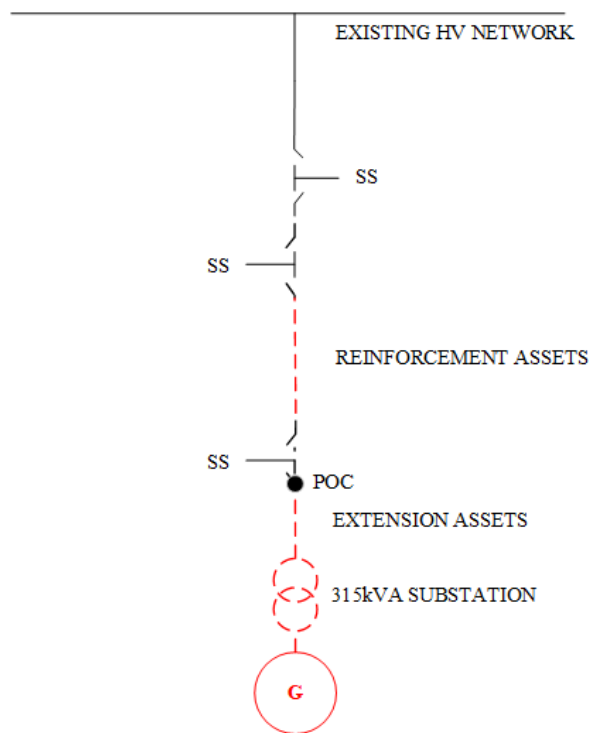 EXISTING HV NETWORK
SS
SS
REINFORCEMENT ASSETS
SS
POC
EXTENSION ASSETS
315kVA SUBSTATION
G